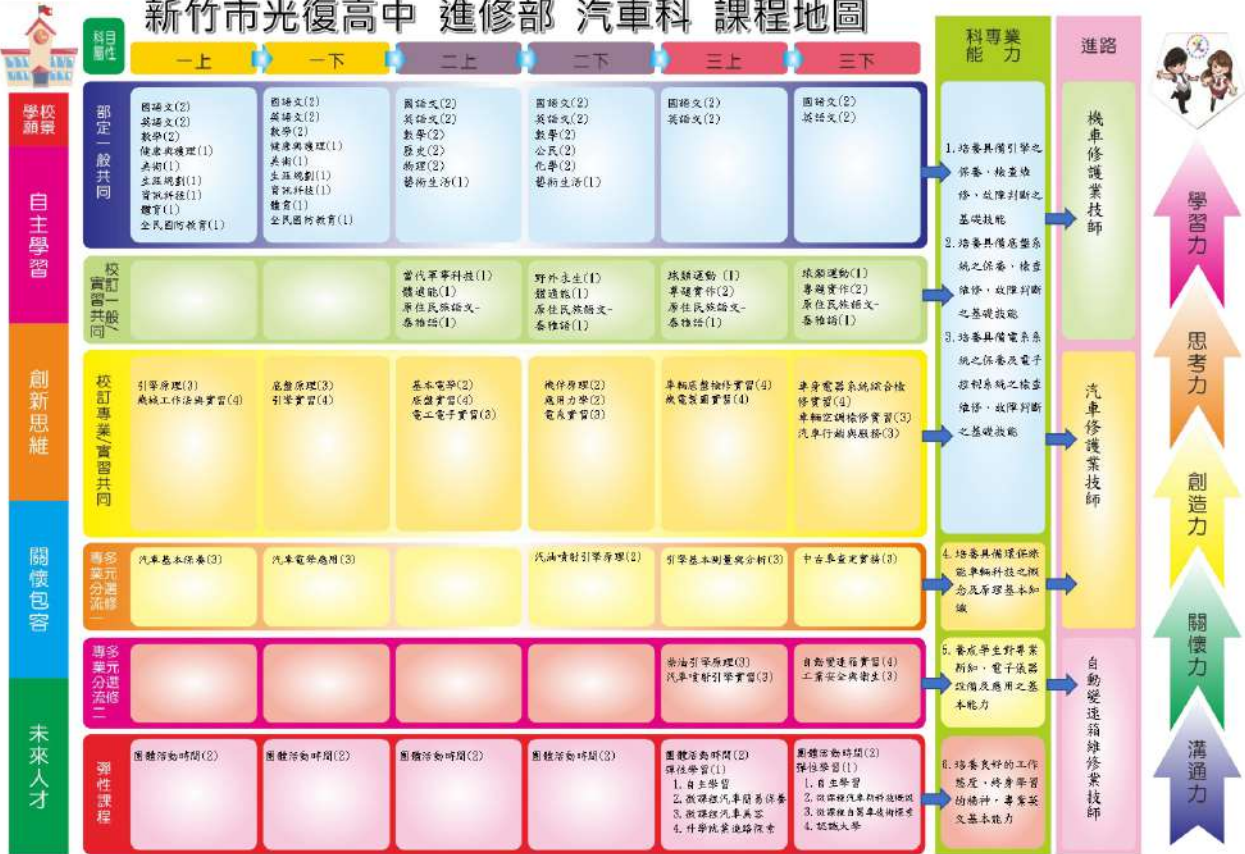 新竹市光復高中 進修部 汽車科 課程地圖
科目屬性
一上
一下
二上
二下
三上
三下
科專業能力
進路
學校願景
自主學習
創新思維
關懷包容
未來人才
部定一般共同
國語文(2)
英語文(2)
數學(2)
健康與護理(1)
美術(1)
生涯規劃(1)
資訊科技(1)
體育(1)
全民國防教育(1)
國語文(2)
英語文(2)
數學(2)
健康與護理(1)
美術(1)
生涯規劃(1)
資訊科技(1)
體育(1)
全民國防教育(1)
國語文(2)
英語文(2)
數學(2)
歷史(2)
物理(2)
藝術生活(1)
國語文(2)
英語文(2)
數學(2)
公民(2)
化學(2)
藝術生活(1)
國語文(2)
英語文(2)
國語文(2)
英語文(2)
校訂一般/實習共同
當代軍事科技(1)
體適能(1)
原住民族語文-
泰雅語(1)
野外求生(1)
體適能(1)
原住民族語文-
泰雅語(1)
球類運動 (1)
專題實作(2)
原住民族語文-
泰雅語(1)
球類運動(1)
專題實作(2)
原住民族語文-
泰雅語(1)
校訂專業/實習共同
引擎原理(3)
機械工作法與實習(4)
底盤原理(3)
引擎實習(4)
基本電學(2)
底盤實習(4)
電工電子實習(3)
機件原理(2)
應用力學(2)
電系實習(3)
車輛底盤檢修實習(4)
機電製圖實習(4)
車身電器系統綜合檢
修實習(4)
車輛空調檢修實習(3)
汽車行銷與服務(3)
多元選修專業分流一
汽車基本保養(3)
汽車電學應用(3)
汽油噴射引擎原理(2)
引擎基本測量與分析(3)
中古車查定實務(3)
多元選修專業分流二
柴油引擎原理(3)
汽車噴射引擎實習(3)
自動變速箱實習(4)
工業安全與衛生(3)
彈性課程
團體活動時間(2)
團體活動時間(2)
團體活動時間(2)
團體活動時間(2)
團體活動時間(2)
彈性學習(1)
1.自主學習
2.微課程汽車簡易保養
3.微課程汽車美容
4.升學就業進路探索
團體活動時間(2)
彈性學習(1)
1.自主學習
2.微課程汽車新科技概論
3.微課程自駕車技術探索
4.認識大學
1.培養具備引擎之
保養、檢查維
修、故障判斷之
基礎技能
2.培養具備底盤系
統之保養、檢查
維修、故障判斷
之基礎技能
3.培養具備電系系
統之保養及電子
控制系統之檢查
維修、故障判斷
之基礎技能
4.培養具備環保綠
能車輛科技之概
念及原理基本知
識
5.養成學生對專業
所知、電子儀器
設備及應用之基
本能力
6.培養良好的工作
態度、終身學習
的精神，專業英
文基本能力
機車修護業技師
汽車修護業技師
自動變速箱維修業技師
學習力
思考力
創造力
關懷力
溝通力